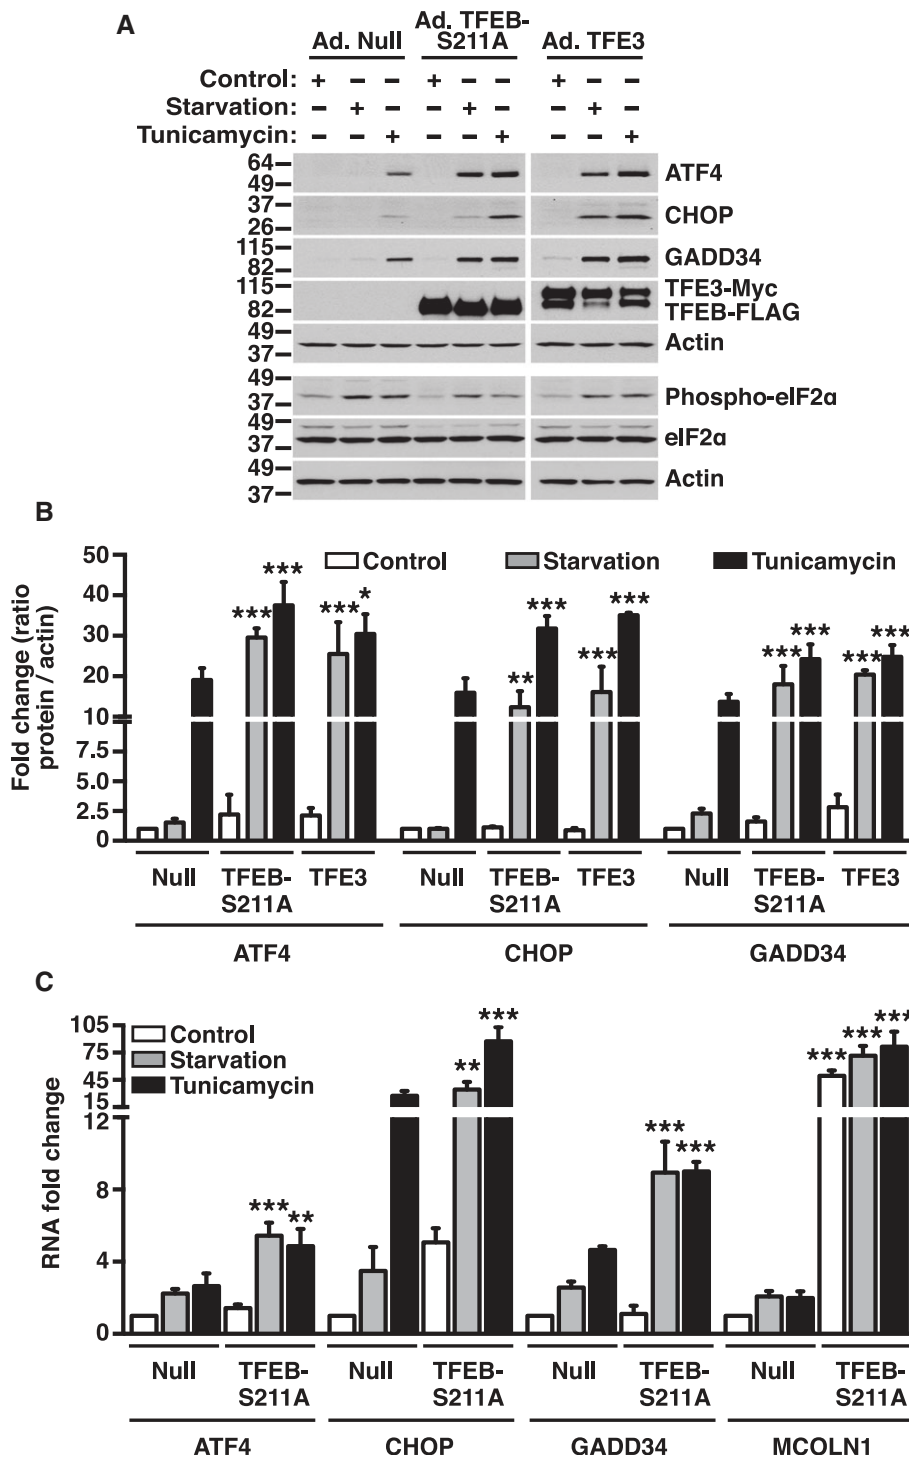 A
Ad. Null
Ad. TFEB-
S211A
Ad. TFE3
Control: + – – + – – + – –
Starvation: – + – – + – – + –
Tunicamycin: – – + – – + – – +
64
49
ATF4
37
26
CHOP
115
82
GADD34
115
82
TFE3-Myc
TFEB-FLAG
49
37
Actin
49
37
Phospho-eIF2α
49
37
eIF2α
49
37
Actin
B
Fold change (ratio
protein / actin)
50
40
30
20
10
7.5
5.0
2.5
0
Control
Starvation
Tunicamycin
*** *** *** *
** *** *** ***
*** *** *** ***
Null TFEB-
S211A TFE3 Null TFEB-
S211A TFE3 Null TFEB-
S211A TFE3
ATF4 CHOP GADD34
C
RNA fold change
105
75
45
15
12
8
4
0
Control
Starvation
Tunicamycin
*** **
** ***
*** ***
*** *** ***
Null TFEB-
S211A Null TFEB-
S211A Null TFEB-
S211A Null TFEB-
S211A
ATF4 CHOP GADD34 MCOLN1